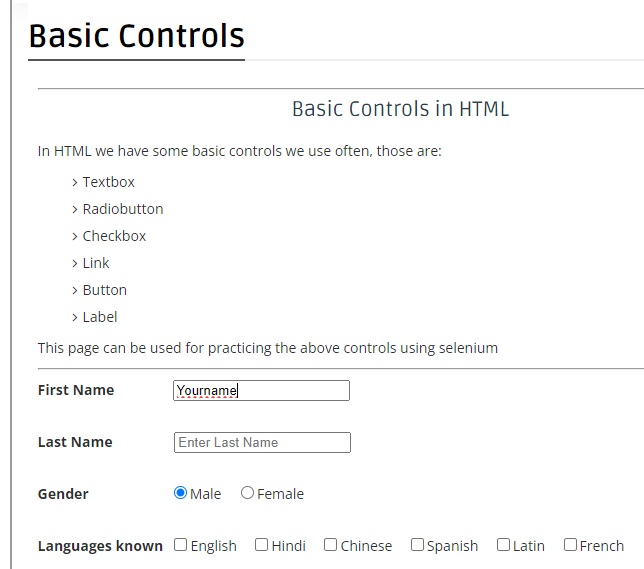 Basic Controls
Basic Controls in HTML
In HTML we have some basic controls we use often, those are:
> Textbox
> Radiobutton
> Checkbox
> Link
> Button
> Label
This page can be used for practicing the above controls using selenium
First Name Yourname
Last Name Enter Last Name
Gender Male Female
Languages known English Hindi Chinese Spanish Latin French